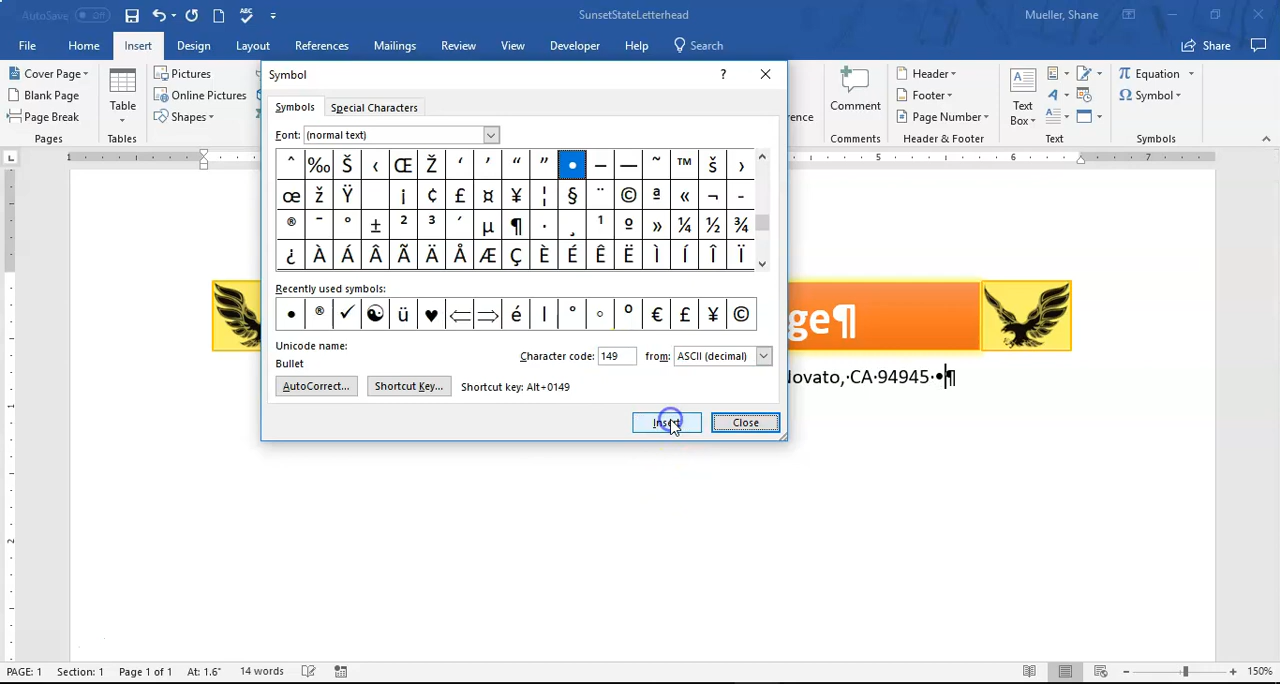 AutoSave Off SunsetStateLetterhead Mueller, Shane
File Home Insert Design Layout References Mailings Review View Developer Help Search Share
Cover Page
Blank Page
Page Break
Pages
Table
Tables
Pictures
Online Pictures
Shapes
Comment
Comments
Header
Footer
Page Number
Header & Footer
Text
Box
Text
Equation
Symbol
Symbols
Symbol
Symbols Special Characters
Font: (normal text)
ˆ ‰ Š ‹ Œ Ž ‘ ’ “ ” • – — ˜ ™ š ›
œ ž Ÿ ¡ ¢ £ ¤ ¥ ¦ § ¨ © ª « ¬ -
® ¯ ° ± ² ³ ´ µ ¶ · ¸ ¹ º » ¼ ½ ¾
¿ À Á Â Ã Ä Å Æ Ç È É Ê Ë Ì Í Î Ï
Recently used symbols:
• ® ✓ ☯ ü ♥ ⇐ ⇒ é | ° ◦ º € £ ¥ ©
Unicode name:
Bullet
Character code: 149 from: ASCII (decimal)
AutoCorrect... Shortcut Key... Shortcut key: Alt+0149
Insert Close
ge¶
Novato,·CA·94945·•¶
PAGE: 1 Section: 1 Page 1 of 1 At: 1.6" 14 words 150%